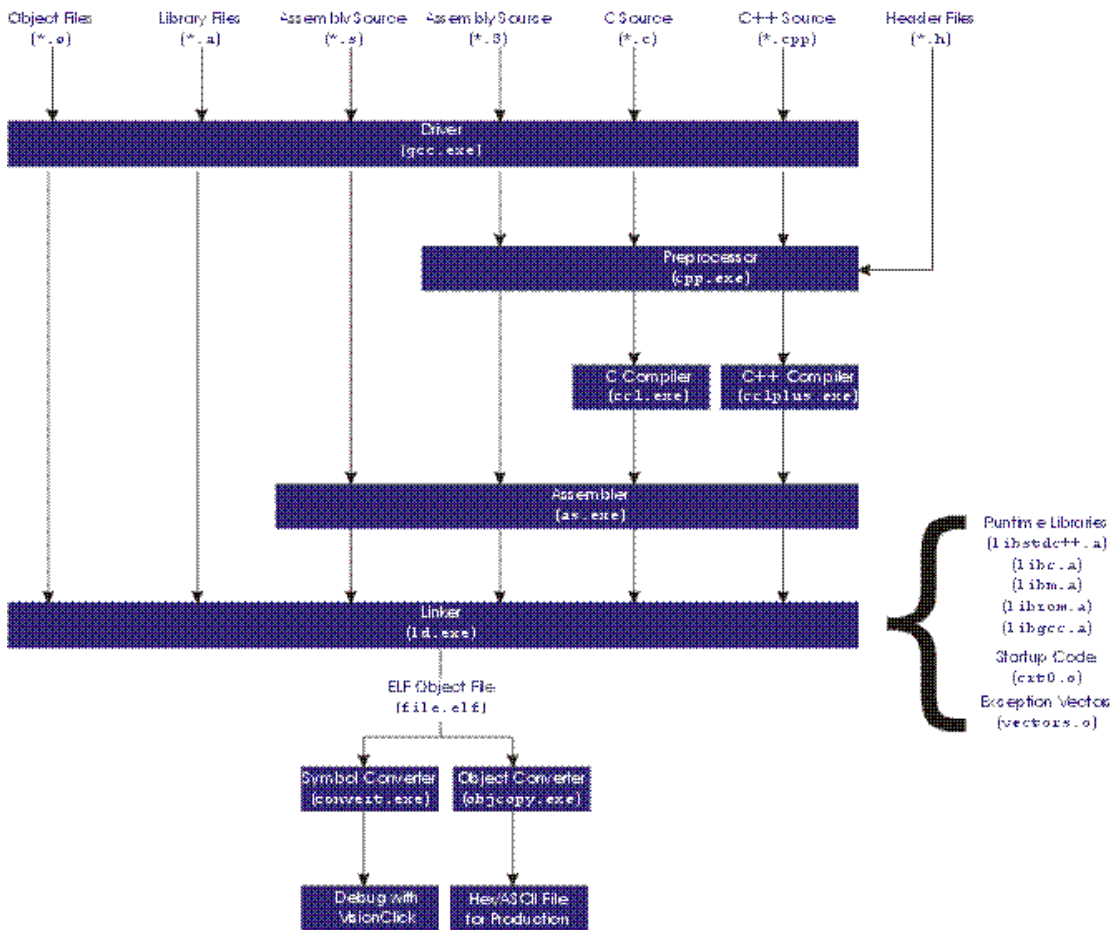 Object Files
(*.o)
Library Files
(*.a)
Assembly Source
(*.s)
Assembly Source
(*.S)
C Source
(*.c)
C++ Source
(*.cpp)
Header Files
(*.h)
Driver
(gcc.exe)
Preprocessor
(cpp.exe)
C Compiler
(cc1.exe)
C++ Compiler
(cc1plus.exe)
Assembler
(as.exe)
Linker
(ld.exe)
Runtime Libraries
(libstdc++.a)
(libc.a)
(libm.a)
(librom.a)
(libgcc.a)
Startup Code
(crt0.o)
Exception Vectors
(vectors.o)
ELF Object File
(file.elf)
Symbol Converter
(convert.exe)
Object Converter
(objcopy.exe)
Debug with
VisionClick
Hex/ASCII File
for Production